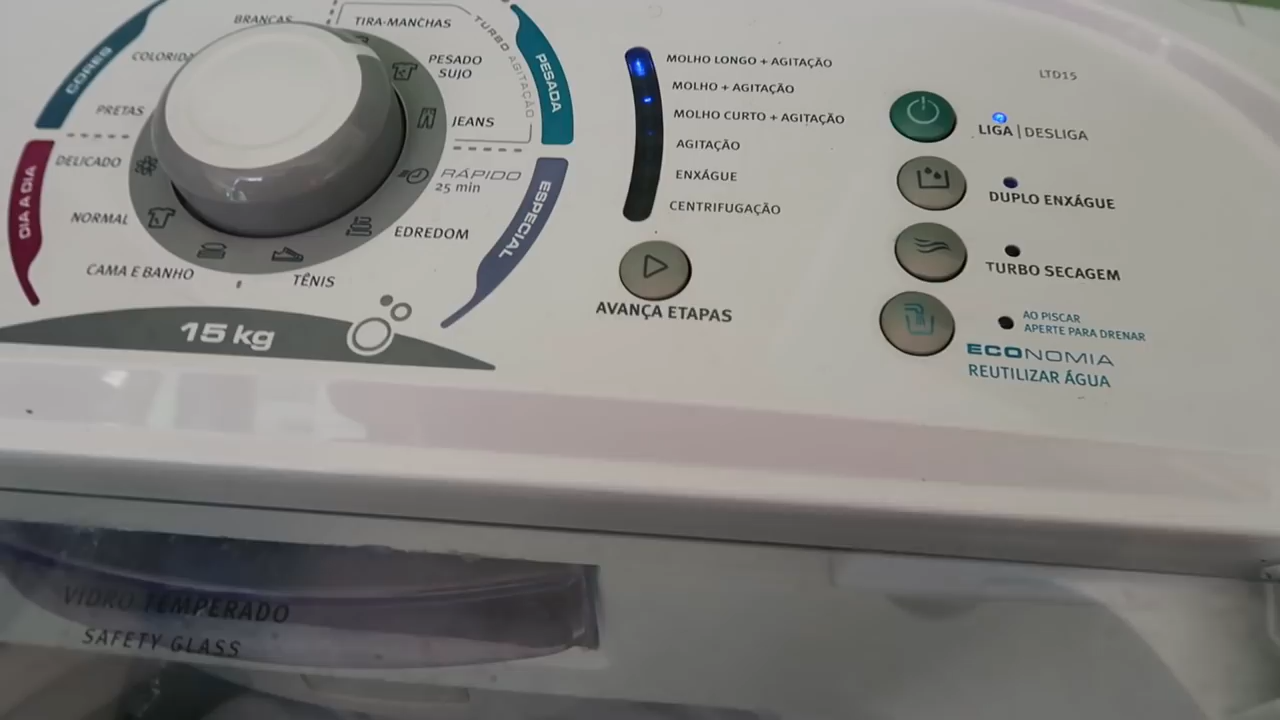 BRANCAS
TIRA-MANCHAS
TURBO AGITAÇÃO
CORES
PESADA
PESADO
SUJO
PRETAS
JEANS
DIA A DIA
DELICADO
RÁPIDO
25 min
ESPECIAL
NORMAL
EDREDOM
CAMA E BANHO
TÊNIS
15 kg
MOLHO LONGO + AGITAÇÃO
MOLHO + AGITAÇÃO
MOLHO CURTO + AGITAÇÃO
AGITAÇÃO
ENXÁGUE
CENTRIFUGAÇÃO
AVANÇA ETAPAS
LTD15
LIGA | DESLIGA
DUPLO ENXÁGUE
TURBO SECAGEM
AO PISCAR
APERTE PARA DRENAR
ECONOMIA
REUTILIZAR ÁGUA
VIDRO TEMPERADO
SAFETY GLASS